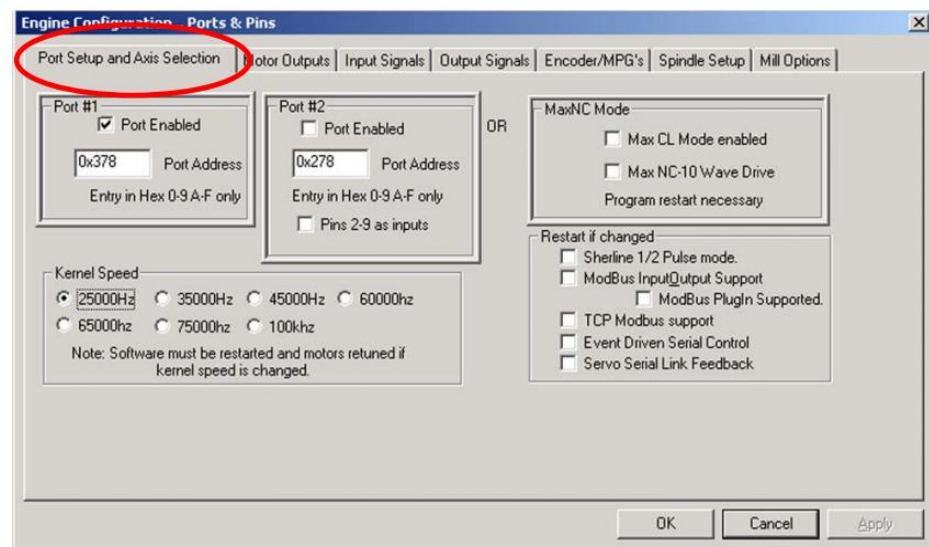 Engine Configuration - Ports & Pins
Port Setup and Axis Selection Motor Outputs Input Signals Output Signals Encoder/MPG's Spindle Setup Mill Options
Port #1
Port Enabled
0x378 Port Address
Entry in Hex 0-9 A-F only
Port #2
Port Enabled
0x278 Port Address
Entry in Hex 0-9 A-F only
Pins 2-9 as inputs
OR
MaxNC Mode
Max CL Mode enabled
Max NC-10 Wave Drive
Program restart necessary
Kernel Speed
25000Hz 35000Hz 45000Hz 60000hz
65000hz 75000hz 100khz
Note: Software must be restarted and motors retuned if
kernel speed is changed.
Restart if changed
Sherline 1/2 Pulse mode.
ModBus InputOutput Support
ModBus PlugIn Supported.
TCP Modbus support
Event Driven Serial Control
Servo Serial Link Feedback
OK Cancel Apply